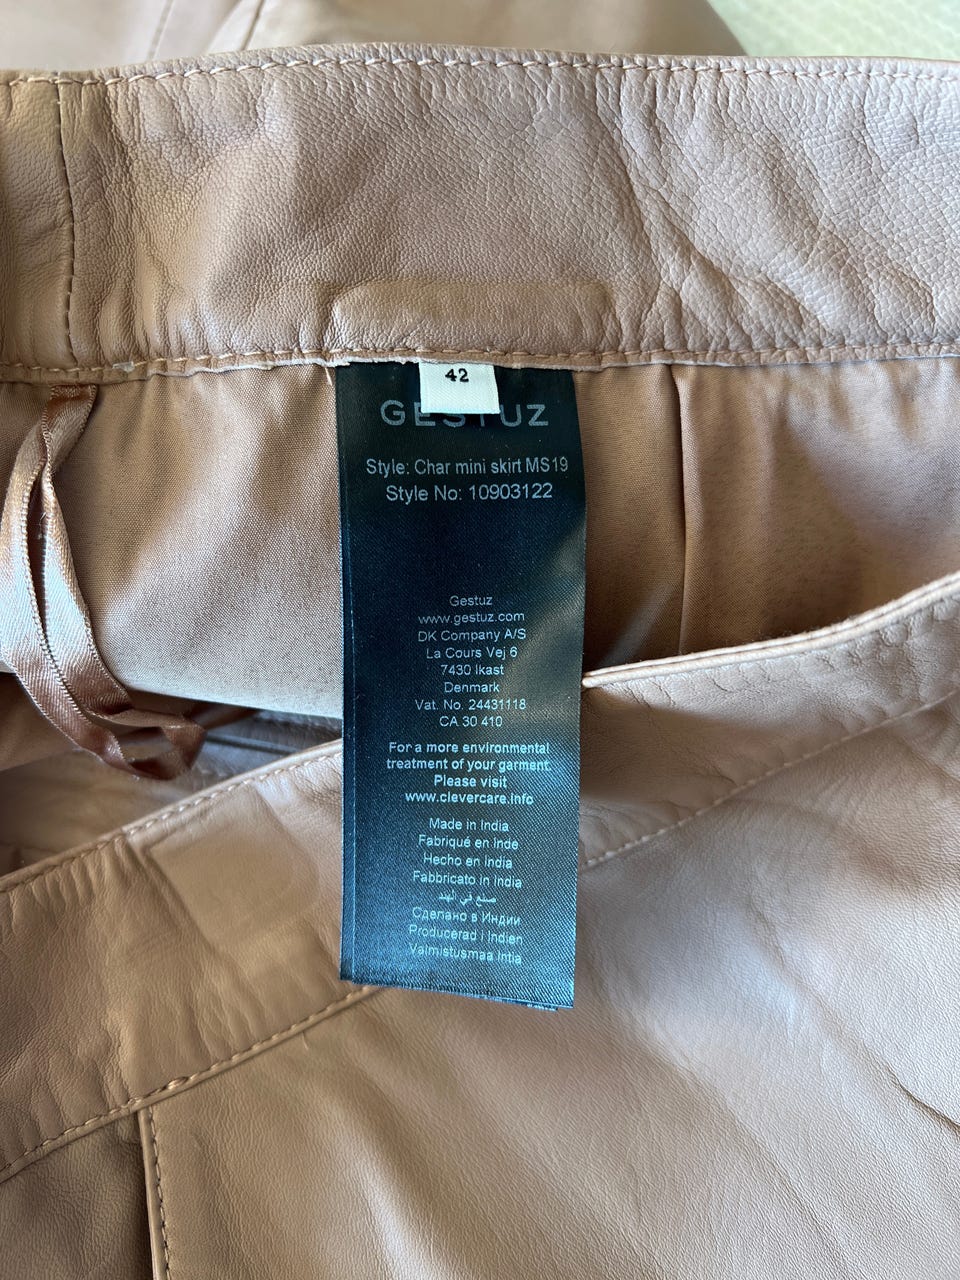 42
GESTUZ
Style: Char mini skirt MS19
Style No: 10903122
Gestuz
www.gestuz.com
DK Company A/S
La Cours Vej 6
7430 Ikast
Denmark
Vat. No. 24431118
CA 30 410
For a more environmental
treatment of your garment.
Please visit
www.clevercare.info
Made in India
Fabriqué en Inde
Hecho en India
Fabbricato in India
صنع في الهند
Сделано в Индии
Producerad i Indien
Valmistusmaa Intia